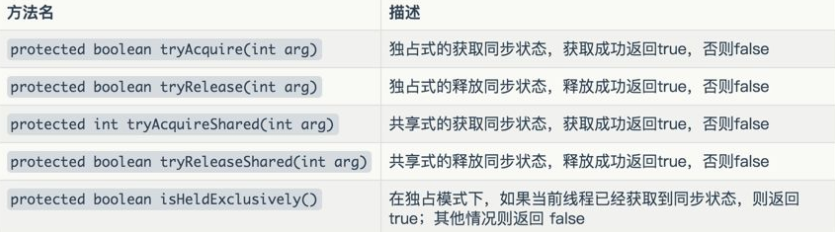 方法名 描述
protected boolean tryAcquire(int arg) 独占式的获取同步状态，获取成功返回true，否则false
protected boolean tryRelease(int arg) 独占式的释放同步状态，释放成功返回true，否则false
protected int tryAcquireShared(int arg) 共享式的获取同步状态，获取成功返回true，否则false
protected boolean tryReleaseShared(int arg) 共享式的释放同步状态，释放成功返回true，否则false
protected boolean isHeldExclusively() 在独占模式下，如果当前线程已经获取到同步状态，则返回
true；其他情况则返回 false